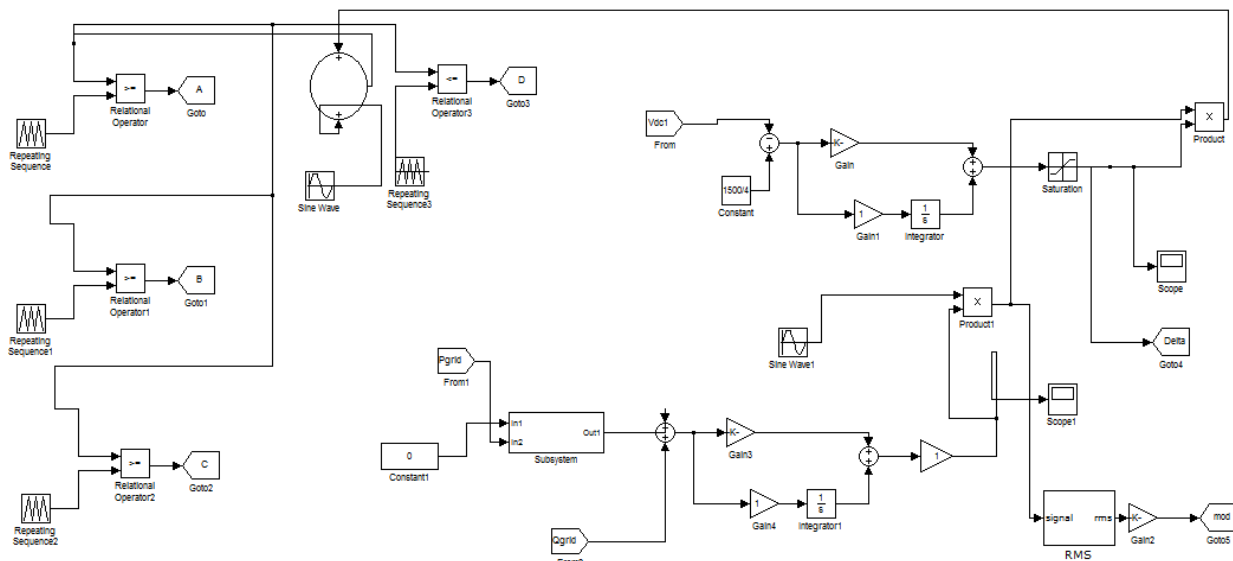 >=
A
Relational
Operator
Goto
Repeating
Sequence
<=
D
Relational
Operator3
Goto3
Sine Wave
Repeating
Sequence3
>=
B
Relational
Operator1
Goto1
Repeating
Sequence1
>=
C
Relational
Operator2
Goto2
Repeating
Sequence2
Vdc1
From
1500/4
Constant
-K-
Gain
1
Gain1
Integrator
Saturation
X
Product
Scope
Delta
Goto4
X
Product1
Sine Wave1
Scope1
Pgrid
From1
0
Constant1
In1
In2
Out1
Subsystem
-K-
Gain3
1
Gain4
Integrator1
1
Qgrid
signal
rms
RMS
-K-
Gain2
mod
Goto5